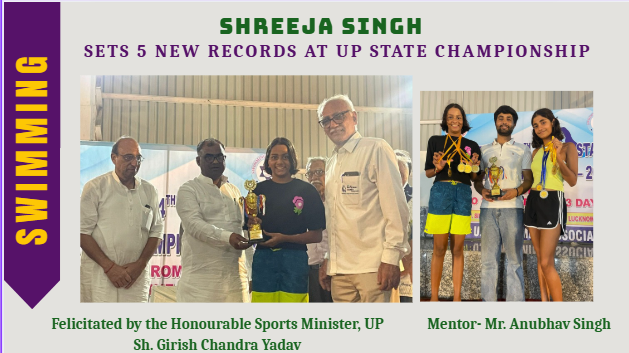 SHREEJA SINGH
SETS 5 NEW RECORDS AT UP STATE CHAMPIONSHIP
SWIMMING
Felicitated by the Honourable Sports Minister, UP
Sh. Girish Chandra Yadav
Mentor- Mr. Anubhav Singh